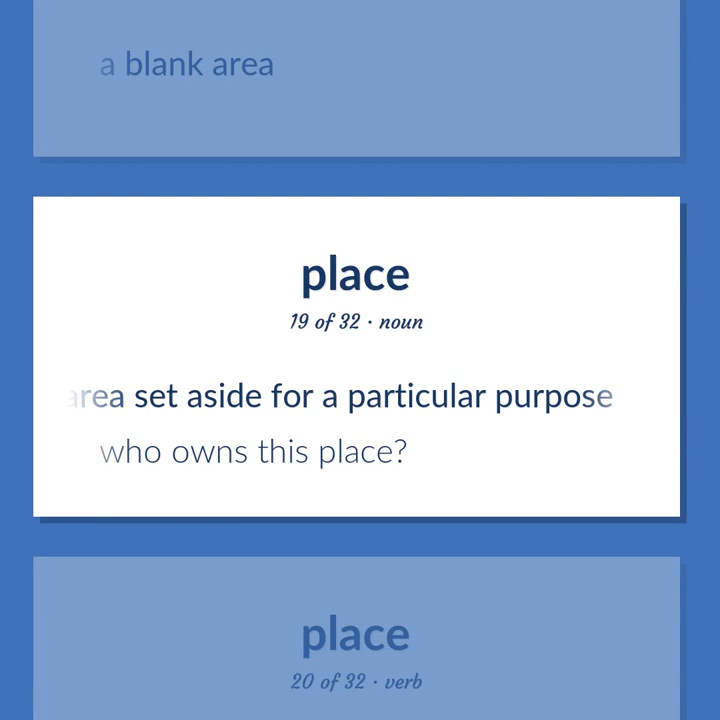 a blank area
place
19 of 32 · noun
area set aside for a particular purpose
who owns this place?
place
20 of 32 · verb